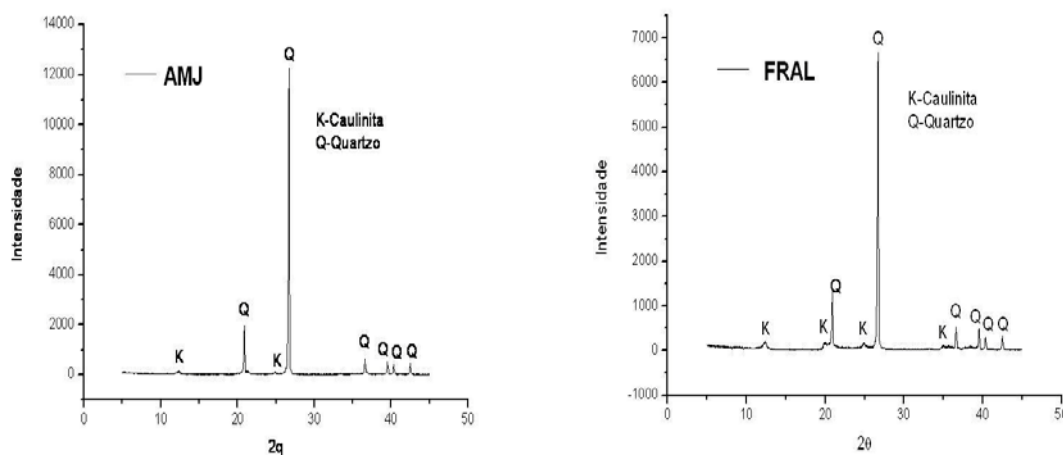 14000
12000
10000
8000
6000
4000
2000
0
Intensidade
AMJ
K-Caulinita
Q-Quartzo
K
Q
K
Q
Q
Q
Q
Q
0 10 20 30 40 50
2q
7000
6000
5000
4000
3000
2000
1000
0
-1000
Intensidade
FRAL
K-Caulinita
Q-Quartzo
K
K
Q
K
Q
K
Q
Q
Q
Q
0 10 20 30 40 50
2θ